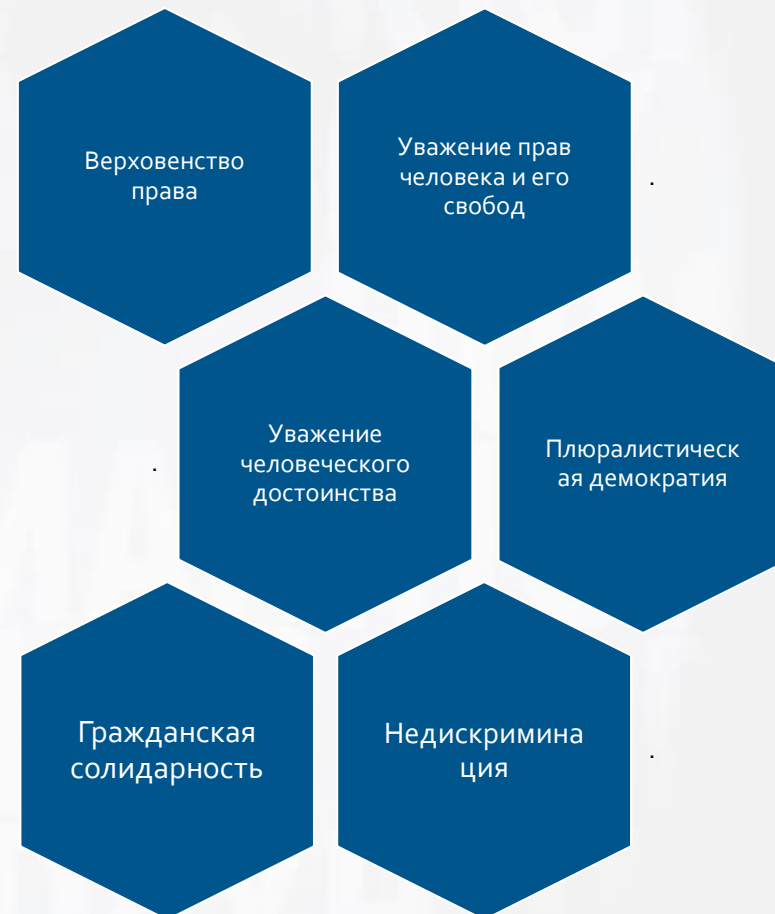 Верховенство
права
Уважение прав
человека и его
свобод
.
Уважение
человеческого
достоинства
.
Плюралистическ
ая демократия
Гражданская
солидарность
Недискримина
ция
.